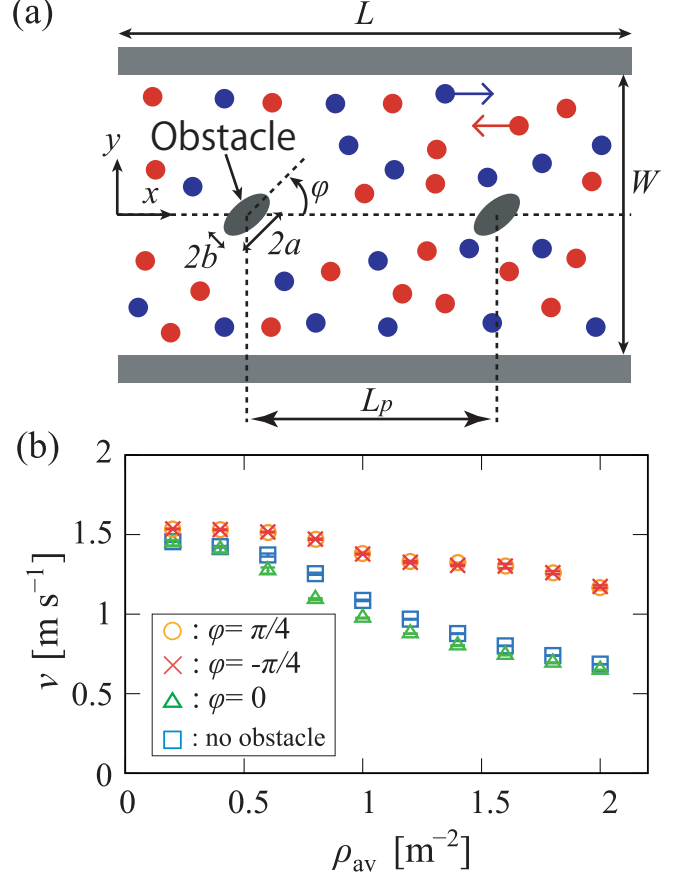 (a)
L
Obstacle
y
x
φ
W
2b
2a
Lp
(b)
2
1.5
1
0.5
0
v [m s⁻¹]
: φ= π/4
: φ= -π/4
: φ= 0
: no obstacle
0
0.5
1
1.5
2
ρav [m⁻²]